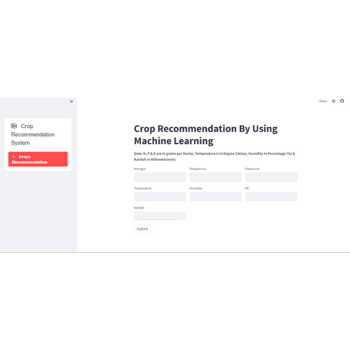 Share
Crop
Recommendation
System
Crops
Recommendation
Crop Recommendation By Using
Machine Learning
Note: N, P & K are in grams per Hectare, Temperature is in Degree Celsius, Humidity in Percentage (%) &
Rainfall in Millimeter (mm).
Nitrogen Phosphorus Potassium
Temperature Humidity Ph
Rainfall
Submit